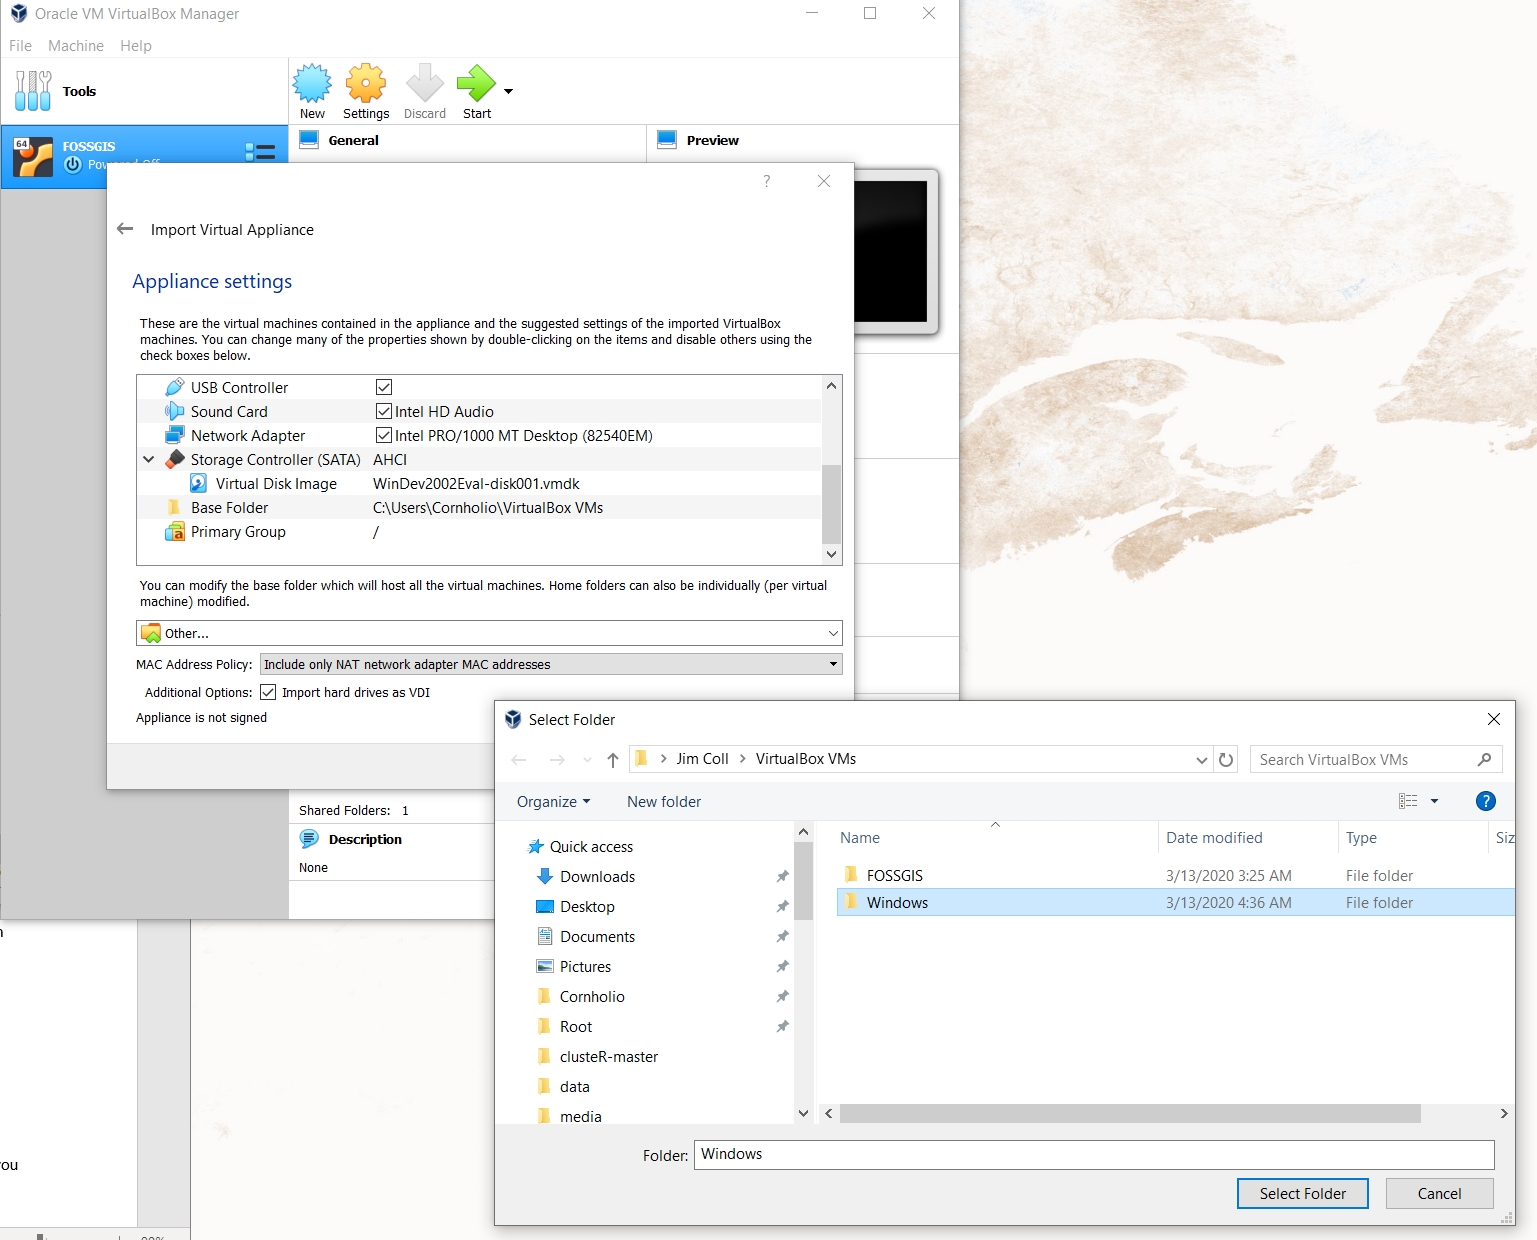 Oracle VM VirtualBox Manager
File Machine Help
Tools
New Settings Discard Start
64 FOSSGIS
Powered Off
General
Preview
?
Import Virtual Appliance
Appliance settings
These are the virtual machines contained in the appliance and the suggested settings of the imported VirtualBox
machines. You can change many of the properties shown by double-clicking on the items and disable others using the
check boxes below.
USB Controller
Sound Card Intel HD Audio
Network Adapter Intel PRO/1000 MT Desktop (82540EM)
Storage Controller (SATA) AHCI
Virtual Disk Image WinDev2002Eval-disk001.vmdk
Base Folder C:\Users\Cornholio\VirtualBox VMs
Primary Group /
You can modify the base folder which will host all the virtual machines. Home folders can also be individually (per virtual
machine) modified.
Other...
MAC Address Policy: Include only NAT network adapter MAC addresses
Additional Options: Import hard drives as VDI
Appliance is not signed
Shared Folders: 1
Description
None
Select Folder
Jim Coll > VirtualBox VMs
Search VirtualBox VMs
Organize New folder
?
Quick access
Downloads
Desktop
Documents
Pictures
Cornholio
Root
clusteR-master
data
media
Name Date modified Type Siz
FOSSGIS 3/13/2020 3:25 AM File folder
Windows 3/13/2020 4:36 AM File folder
Folder: Windows
Select Folder Cancel
ou